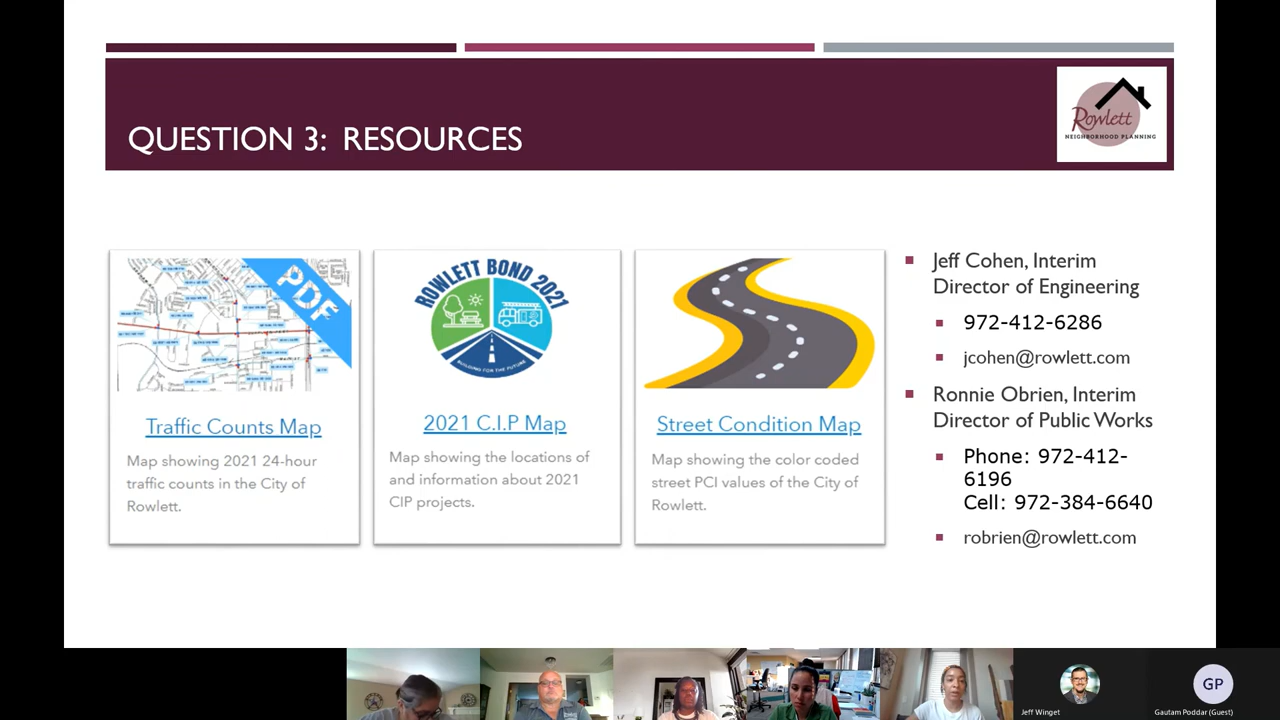 QUESTION 3: RESOURCES
Rowlett
NEIGHBORHOOD PLANNING
PDF
Traffic Counts Map
Map showing 2021 24-hour
traffic counts in the City of
Rowlett.
ROWLETT BOND 2021
BUILDING FOR THE FUTURE
2021 C.I.P Map
Map showing the locations of
and information about 2021
CIP projects.
Street Condition Map
Map showing the color coded
street PCI values of the City of
Rowlett.
Jeff Cohen, Interim
Director of Engineering
972-412-6286
jcohen@rowlett.com
Ronnie Obrien, Interim
Director of Public Works
Phone: 972-412-
6196
Cell: 972-384-6640
robrien@rowlett.com
Jeff Winget
GP
Gautam Poddar (Guest)